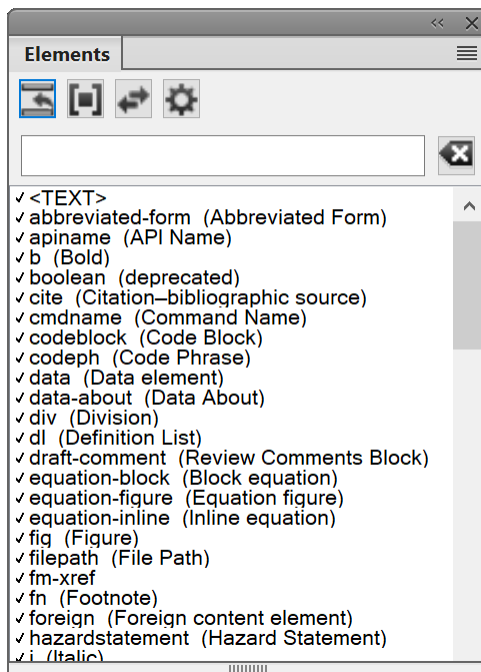 Elements
<TEXT>
abbreviated-form (Abbreviated Form)
apiname (API Name)
b (Bold)
boolean (deprecated)
cite (Citation–bibliographic source)
cmdname (Command Name)
codeblock (Code Block)
codeph (Code Phrase)
data (Data element)
data-about (Data About)
div (Division)
dl (Definition List)
draft-comment (Review Comments Block)
equation-block (Block equation)
equation-figure (Equation figure)
equation-inline (Inline equation)
fig (Figure)
filepath (File Path)
fm-xref
fn (Footnote)
foreign (Foreign content element)
hazardstatement (Hazard Statement)
i (Italic)